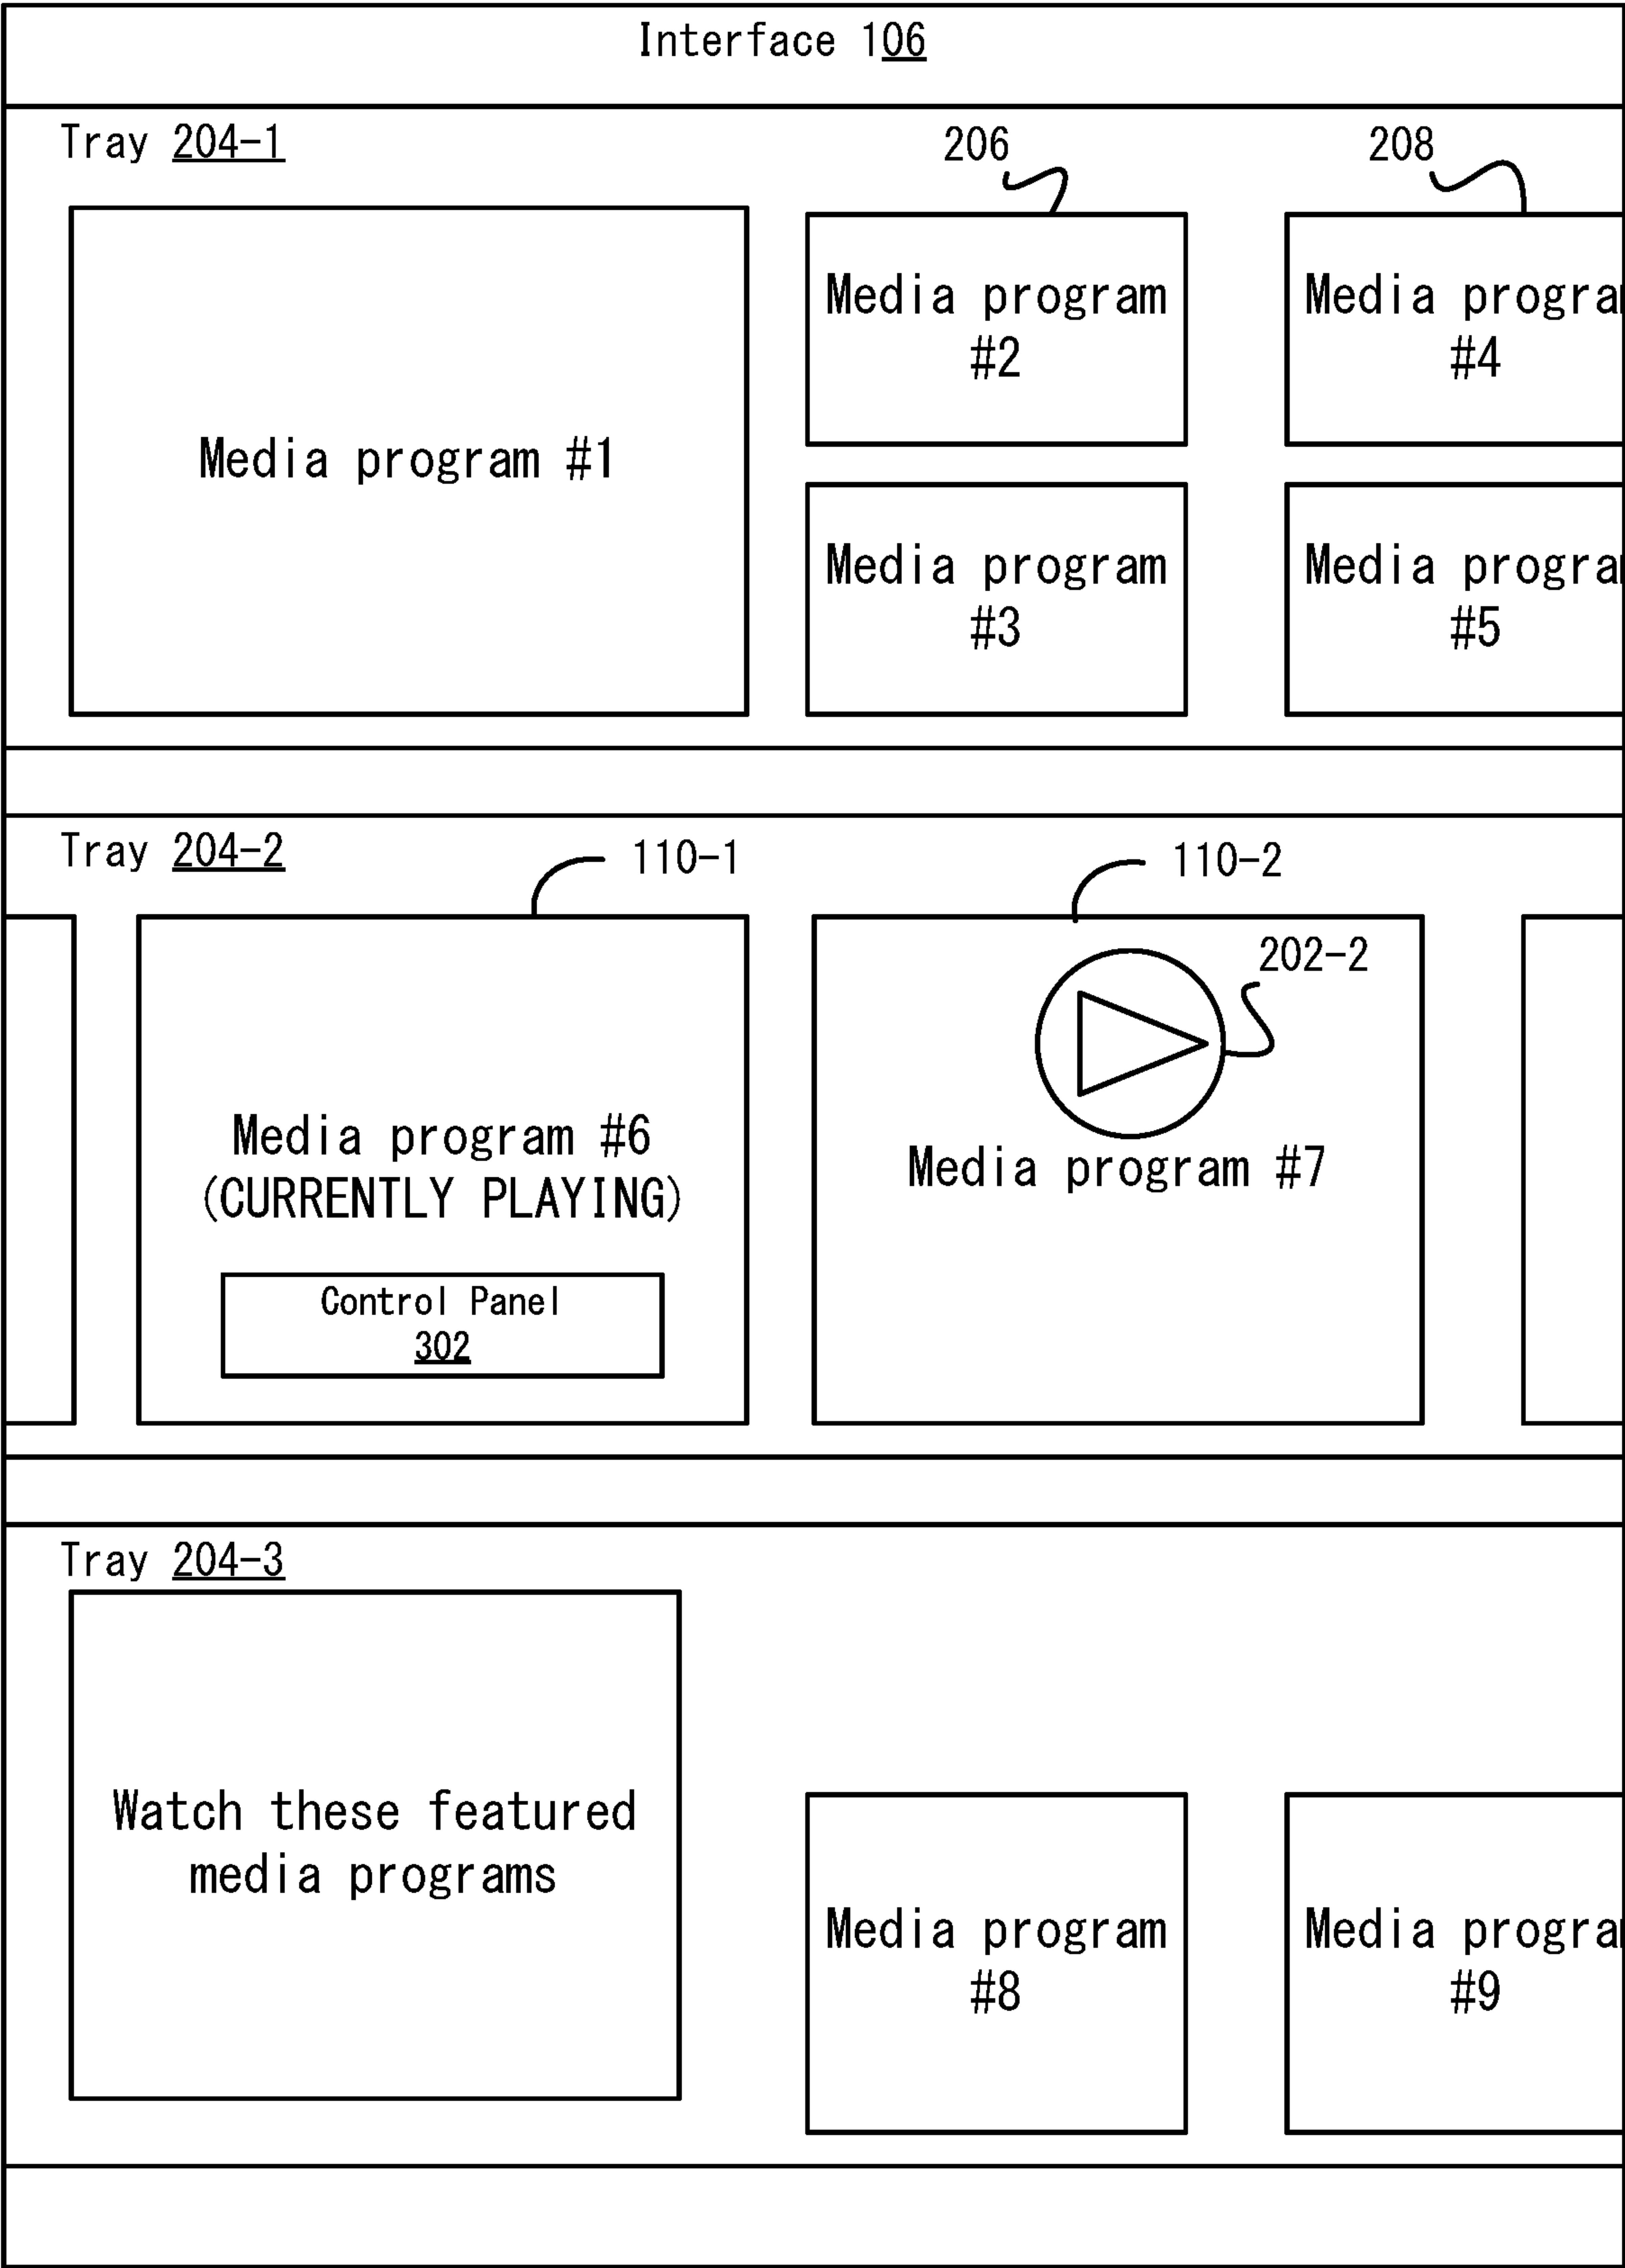 Interface 106
Tray 204-1
206
208
Media program #1
Media program
#2
Media progra
#4
Media program
#3
Media progra
#5
Tray 204-2
110-1
110-2
202-2
Media program #6
(CURRENTLY PLAYING)
Control Panel
302
Media program #7
Tray 204-3
Watch these featured
media programs
Media program
#8
Media progra
#9